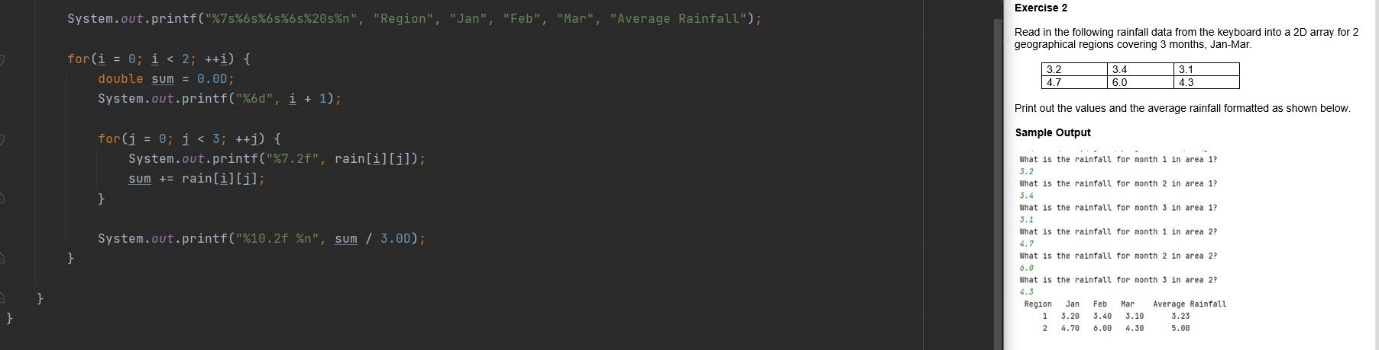 System.out.printf("%7s%6s%6s%6s%20s%n", "Region", "Jan", "Feb", "Mar", "Average Rainfall");
for(i = 0; i < 2; ++i) {
double sum = 0.0D;
System.out.printf("%6d", i + 1);
for(j = 0; j < 3; ++j) {
System.out.printf("%7.2f", rain[i][j]);
sum += rain[i][j];
}
System.out.printf("%10.2f %n", sum / 3.0D);
}
}
}
Exercise 2
Read in the following rainfall data from the keyboard into a 2D array for 2
geographical regions covering 3 months, Jan-Mar.
3.2 3.4 3.1
4.7 6.0 4.3
Print out the values and the average rainfall formatted as shown below.
Sample Output
What is the rainfall for month 1 in area 1?
3.2
What is the rainfall for month 2 in area 1?
3.4
What is the rainfall for month 3 in area 1?
3.1
What is the rainfall for month 1 in area 2?
4.7
What is the rainfall for month 2 in area 2?
6.0
What is the rainfall for month 3 in area 2?
4.3
Region Jan Feb Mar Average Rainfall
1 3.20 3.40 3.10 3.23
2 4.70 6.00 4.30 5.00